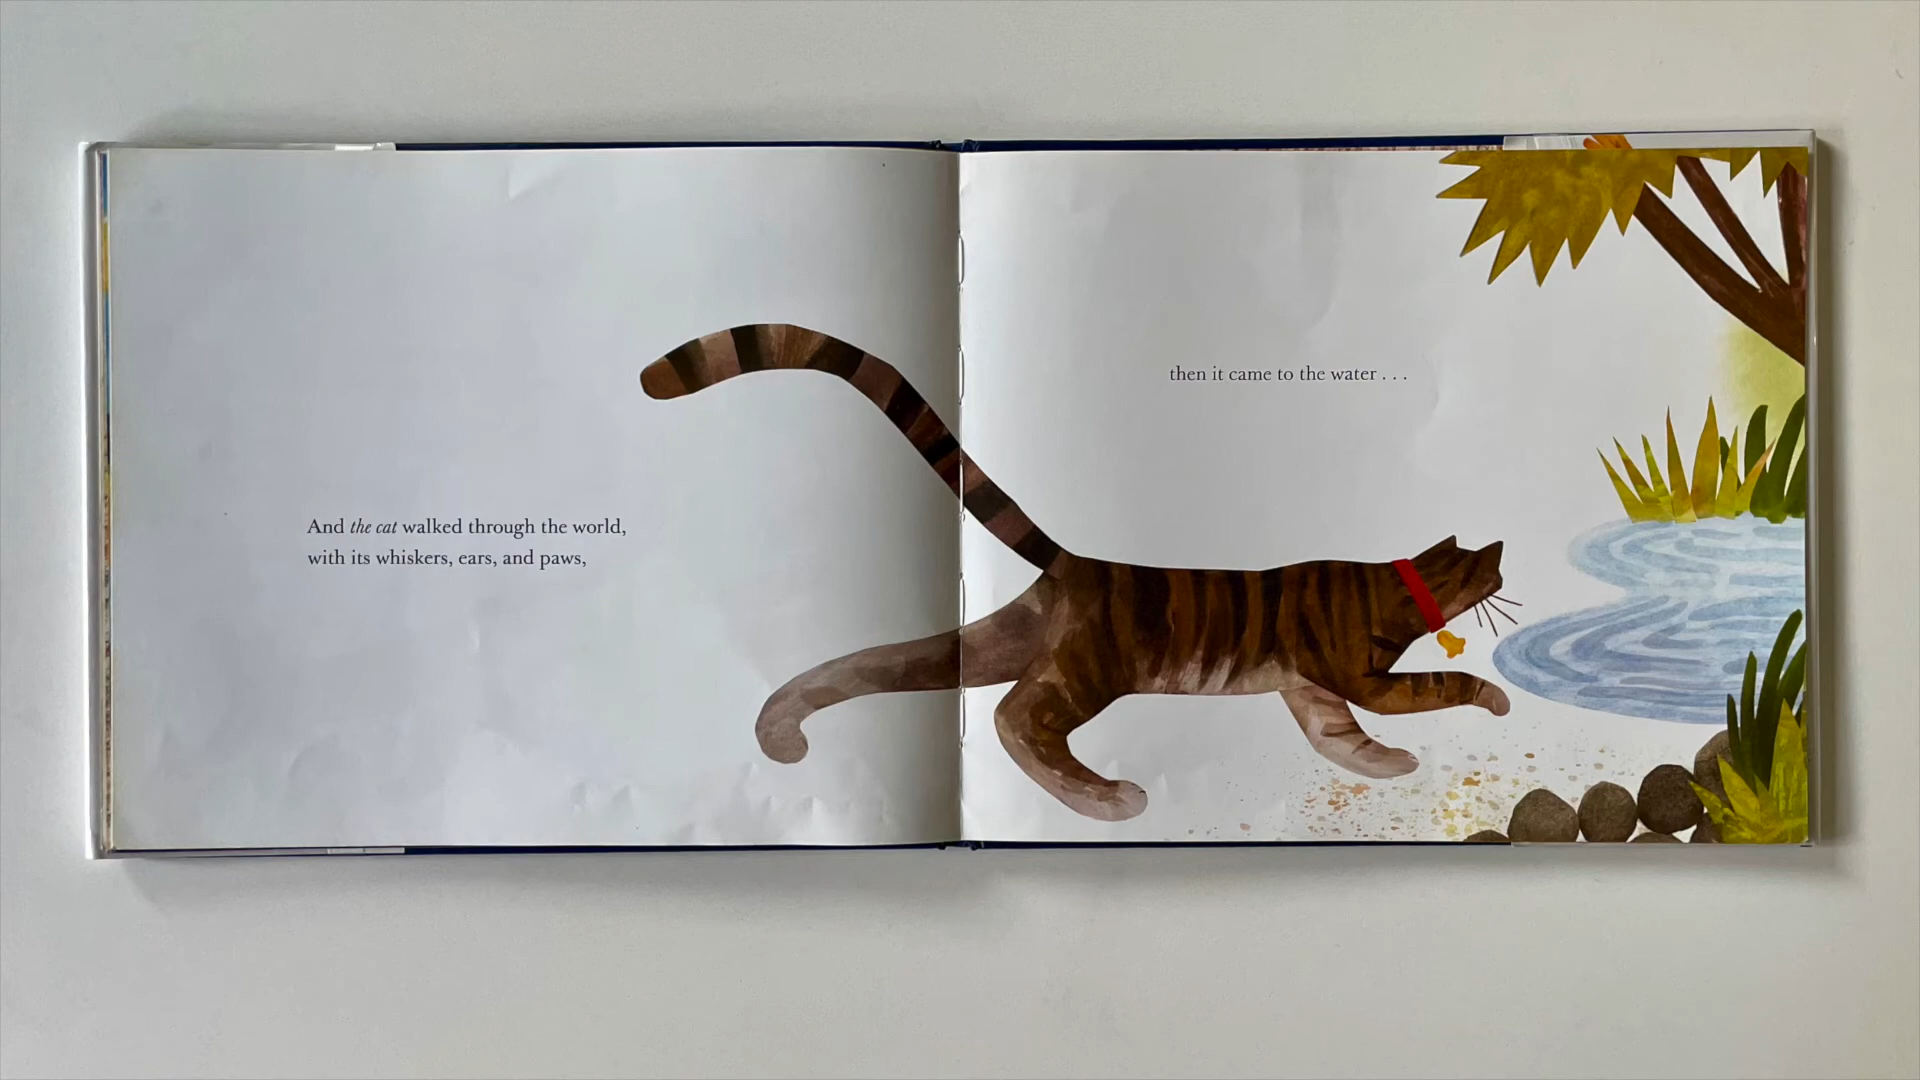 And the cat walked through the world,
with its whiskers, ears, and paws,
then it came to the water . . .